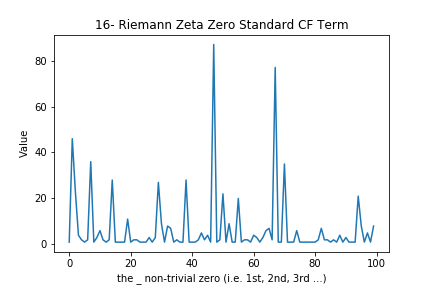 16- Riemann Zeta Zero Standard CF Term
80
60
40
20
0
Value
0 20 40 60 80 100
the _ non-trivial zero (i.e. 1st, 2nd, 3rd ...)